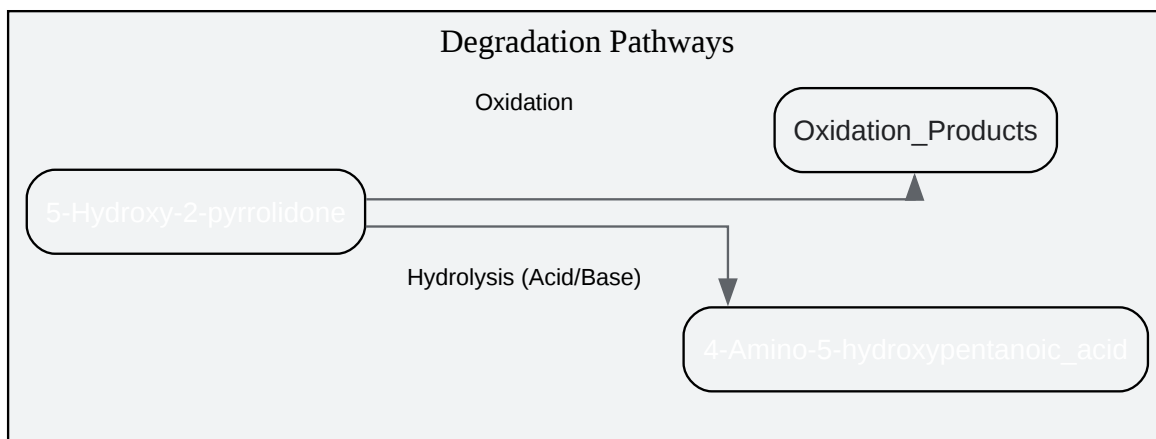 Degradation Pathways
Oxidation
Oxidation_Products
5-Hydroxy-2-pyrrolidone
Hydrolysis (Acid/Base)
4-Amino-5-hydroxypentanoic_acid